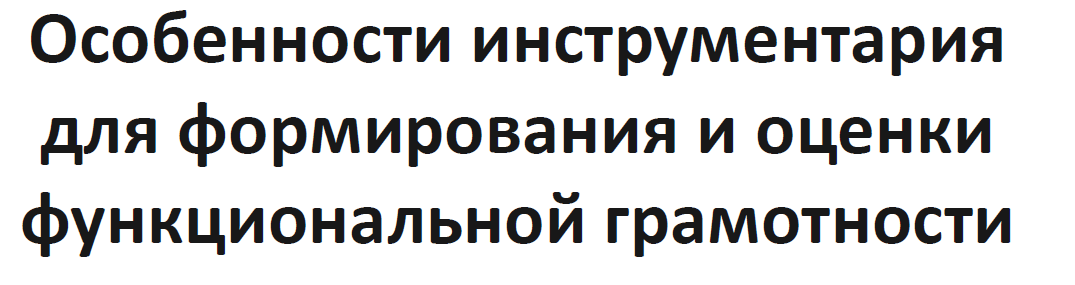 Особенности инструментария
для формирования и оценки
функциональной грамотности